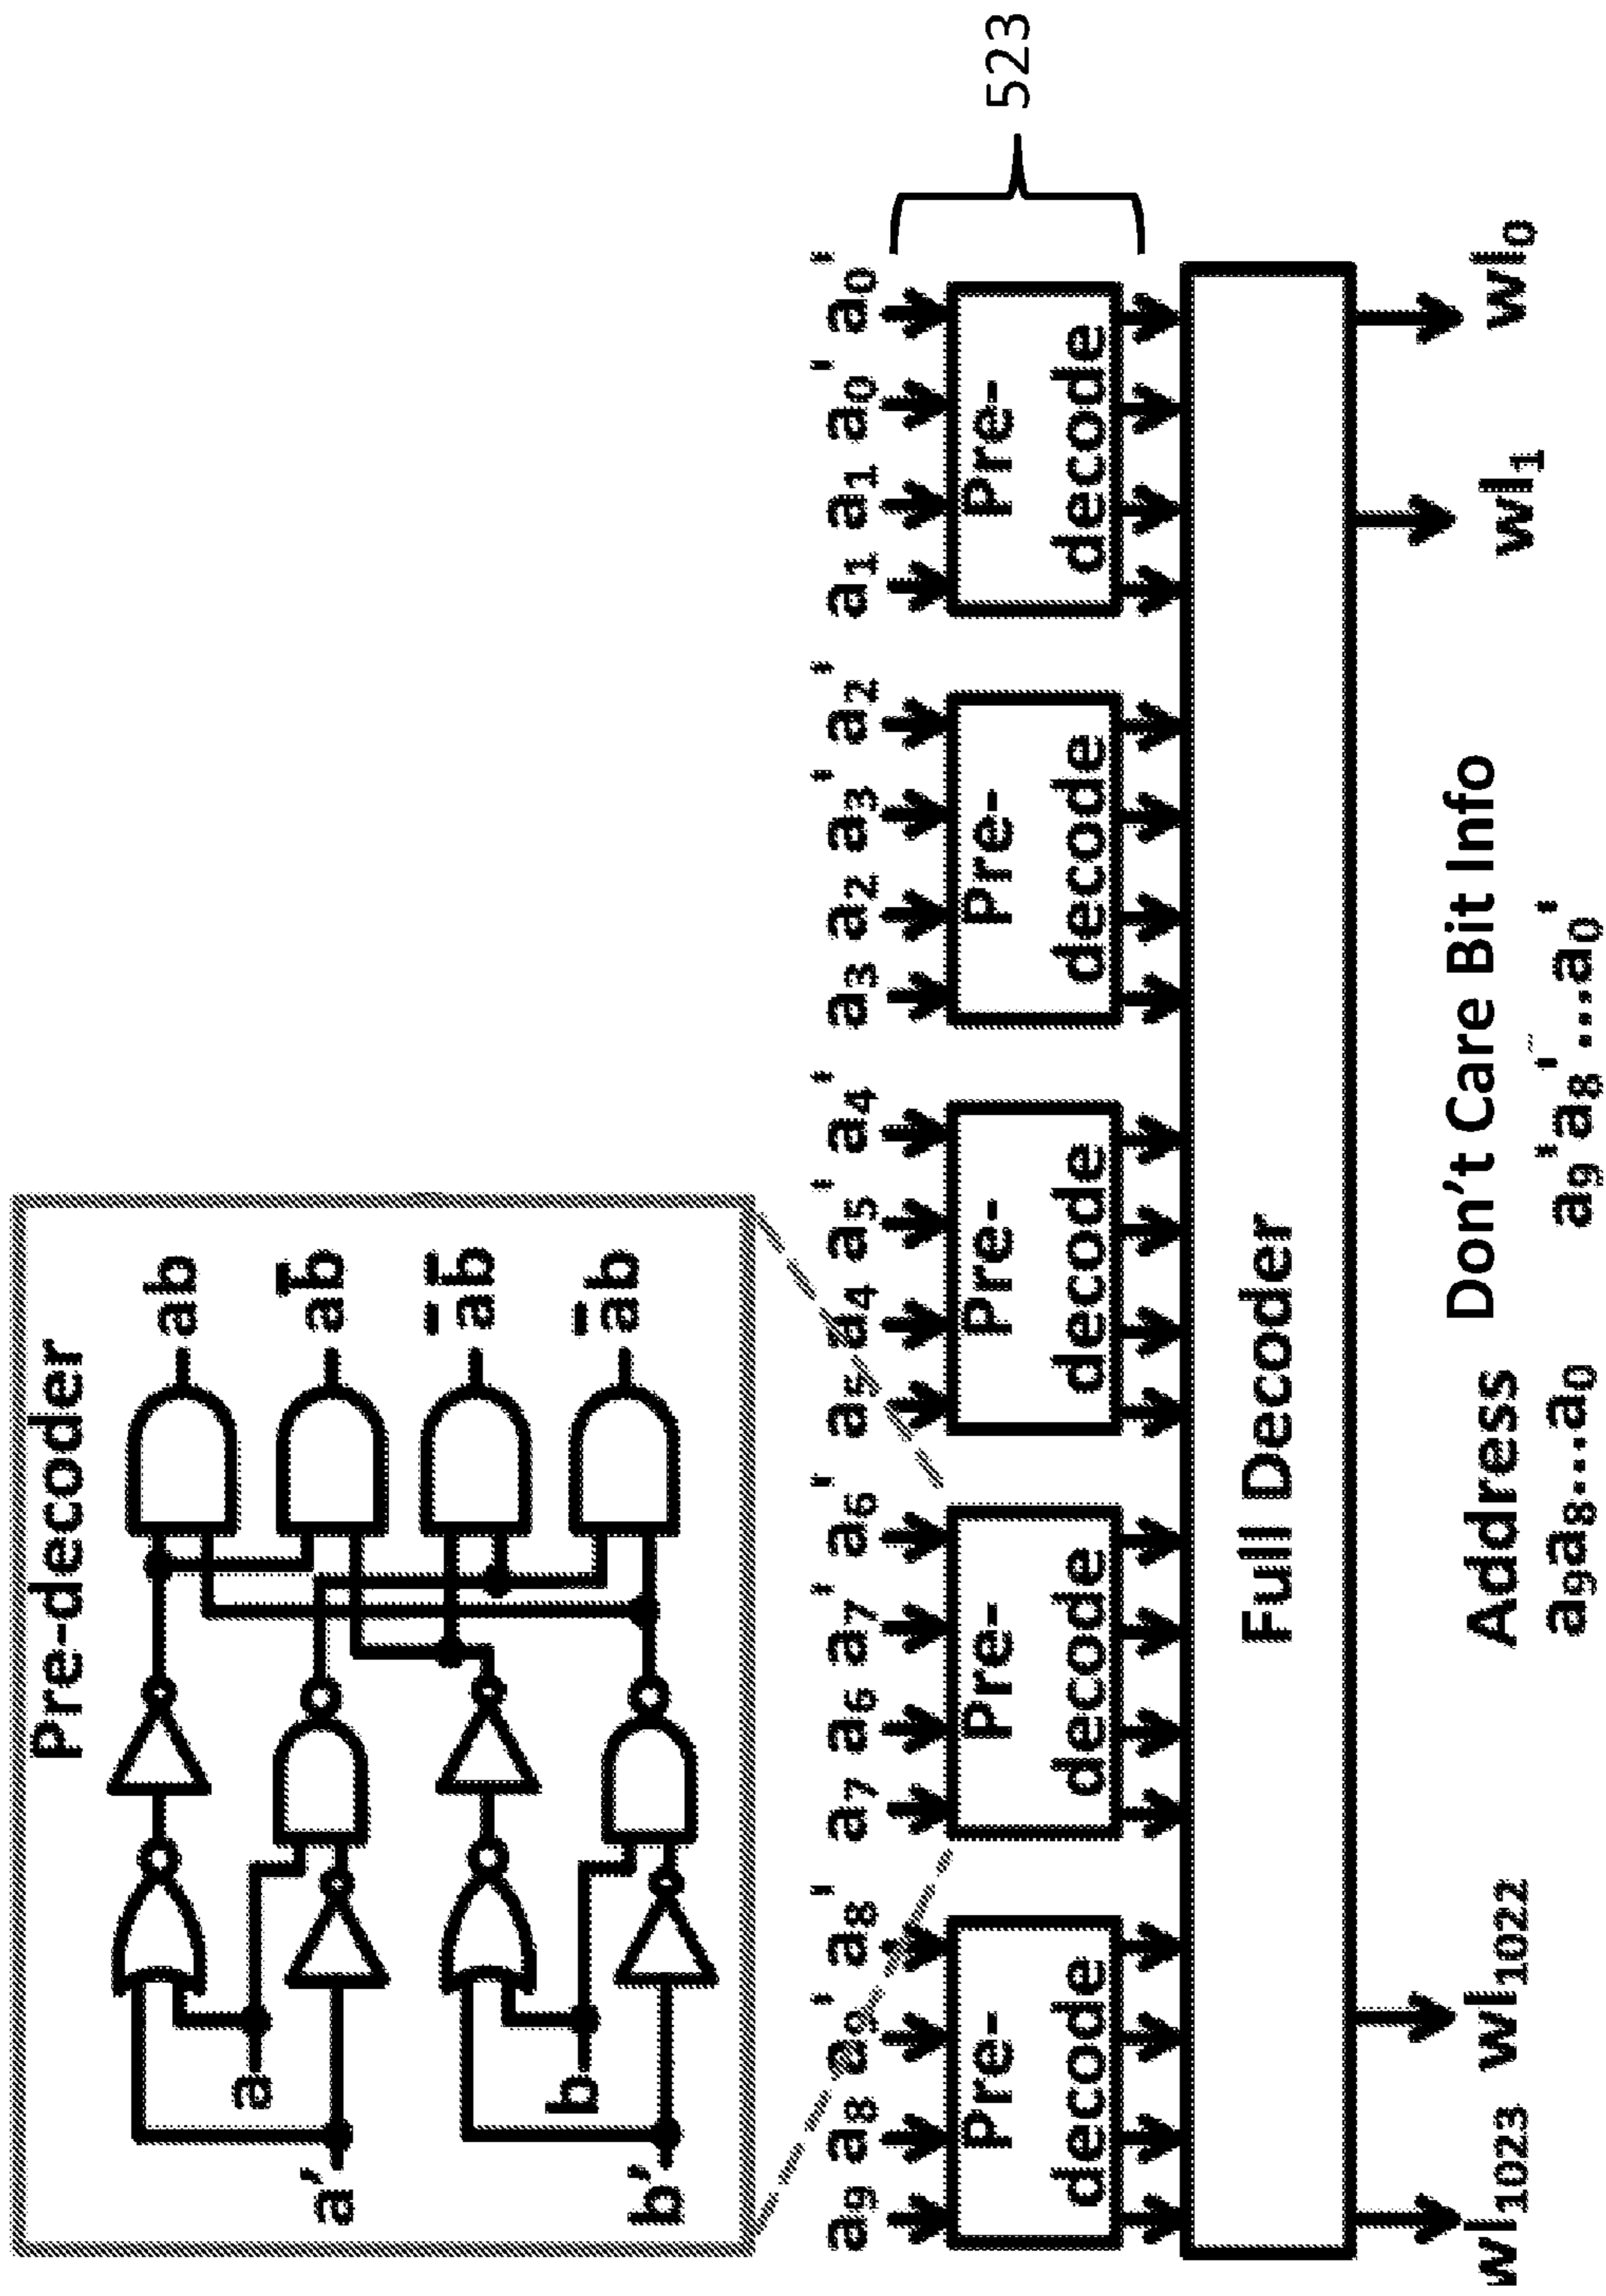 Pre-decoder
ab
a
ab̅
a'
a̅b̅
b
a̅b
b'
a₉ a₈ a₉' a₈' a₇ a₆ a₇' a₆' a₅ a₄ a₅' a₄' a₃ a₂ a₃' a₂' a₁ a₁ a₀' a₀'
Pre- Pre- Pre- Pre- Pre-
523
decode decode decode decode decode
Full Decoder
wl₁₀₂₃ wl₁₀₂₂ wl₁ wl₀
Address Don't Care Bit Info
a₉a₈...a₀ a₉'a₈'...a₀'